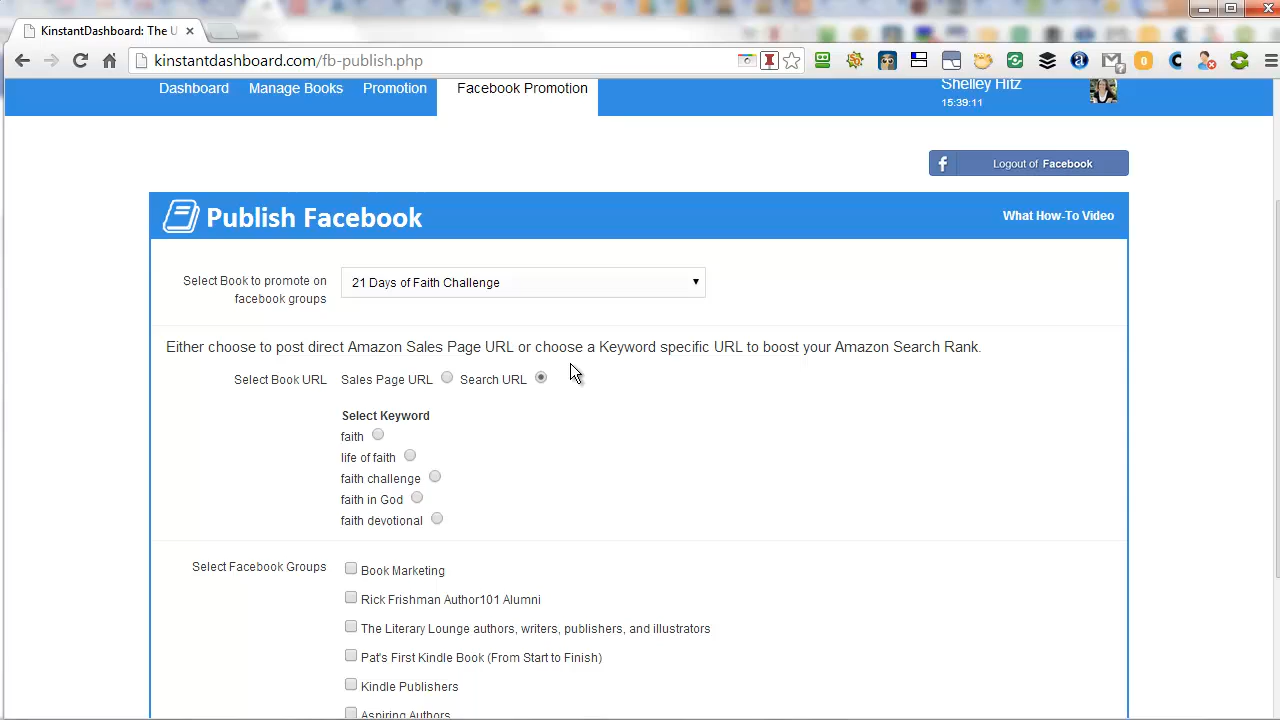 KinstantDashboard: The U
kinstantdashboard.com/fb-publish.php
Dashboard Manage Books Promotion Facebook Promotion Shelley Hitz
15:39:11
f Logout of Facebook
Publish Facebook What How-To Video
Select Book to promote on
facebook groups
21 Days of Faith Challenge
Either choose to post direct Amazon Sales Page URL or choose a Keyword specific URL to boost your Amazon Search Rank.
Select Book URL Sales Page URL Search URL
Select Keyword
faith
life of faith
faith challenge
faith in God
faith devotional
Select Facebook Groups
Book Marketing
Rick Frishman Author101 Alumni
The Literary Lounge authors, writers, publishers, and illustrators
Pat's First Kindle Book (From Start to Finish)
Kindle Publishers
Aspiring Authors